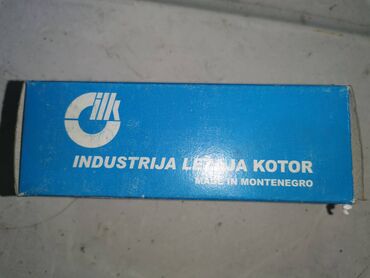 ilk
INDUSTRIJA LEŽAJA KOTOR
MADE IN MONTENEGRO